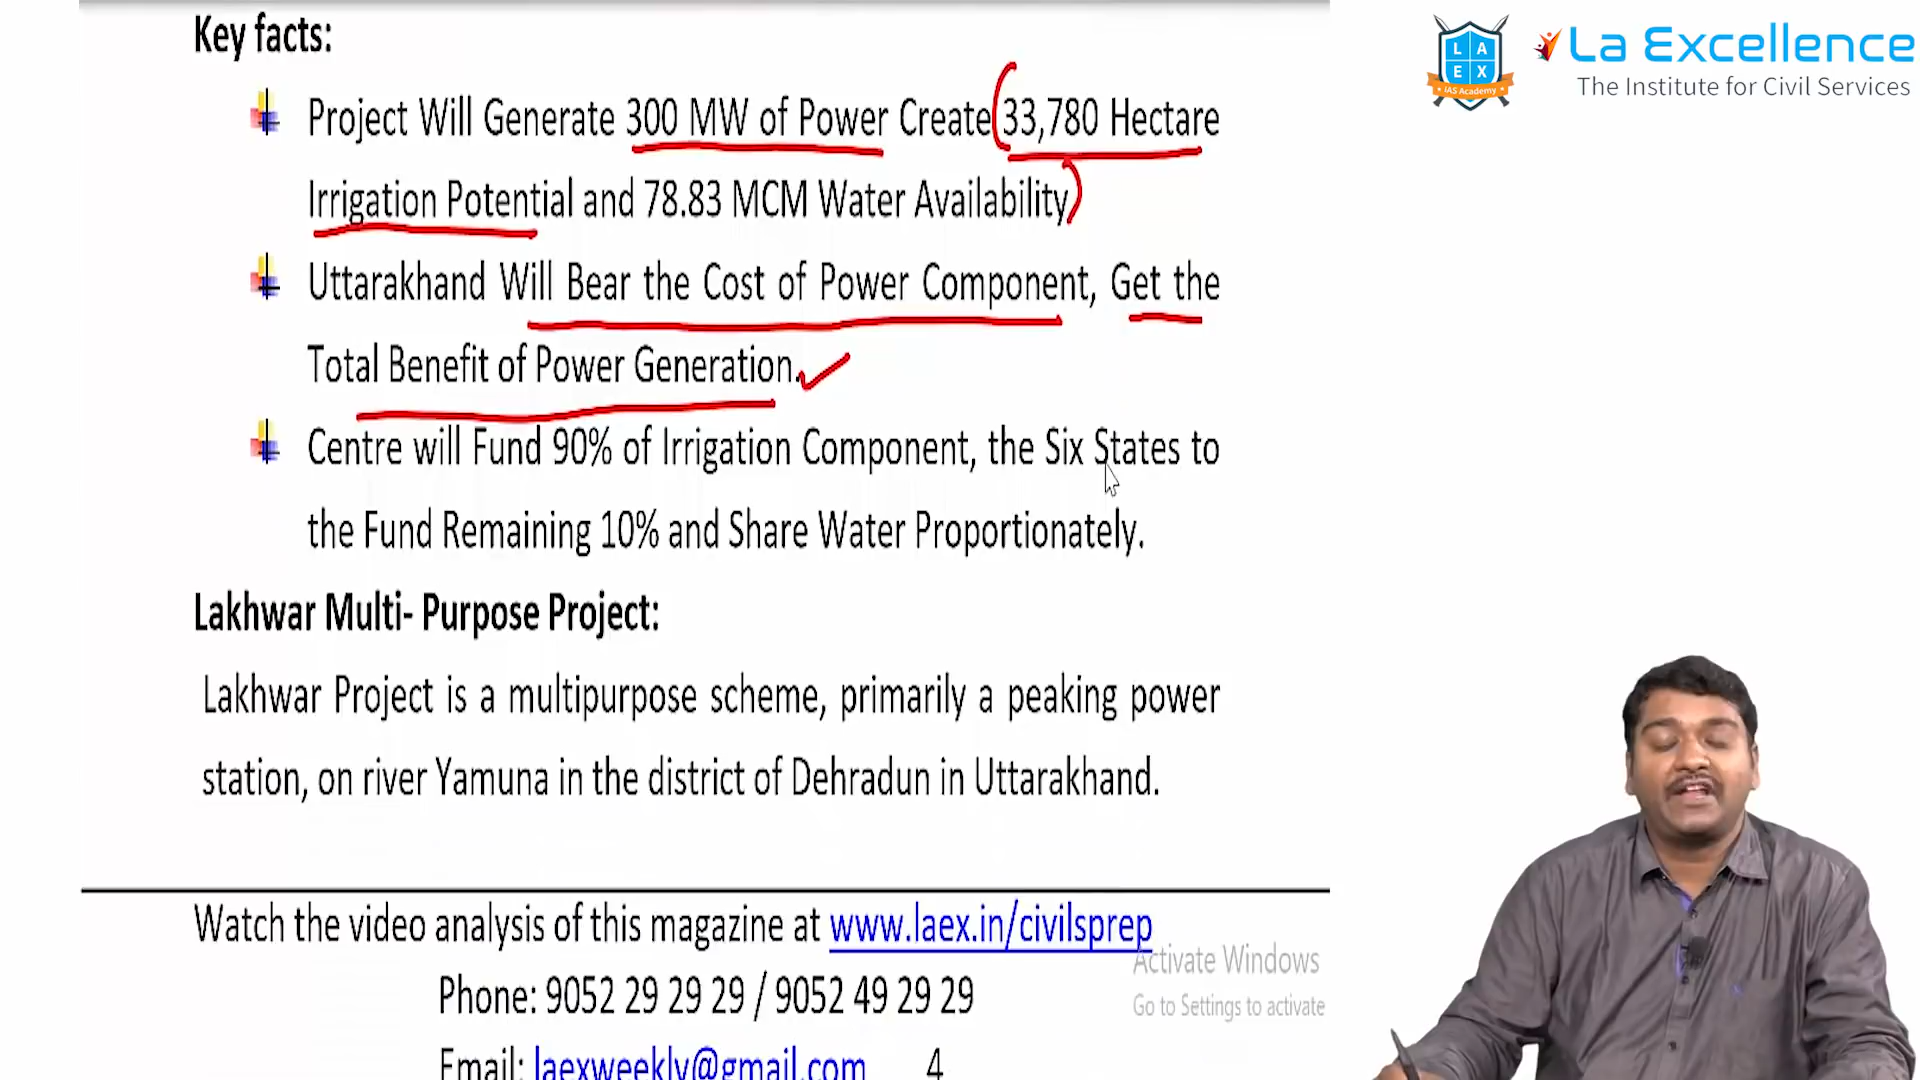 Key facts:
Project Will Generate 300 MW of Power Create 33,780 Hectare
Irrigation Potential and 78.83 MCM Water Availability
Uttarakhand Will Bear the Cost of Power Component, Get the
Total Benefit of Power Generation.
Centre will Fund 90% of Irrigation Component, the Six States to
the Fund Remaining 10% and Share Water Proportionately.
Lakhwar Multi- Purpose Project:
Lakhwar Project is a multipurpose scheme, primarily a peaking power
station, on river Yamuna in the district of Dehradun in Uttarakhand.
Watch the video analysis of this magazine at www.laex.in/civilsprep
Phone: 9052 29 29 29 / 9052 49 29 29
Email: laexweekly@gmail.com 4
Activate Windows
Go to Settings to activate
L A
E X
IAS Academy
La Excellence
The Institute for Civil Services